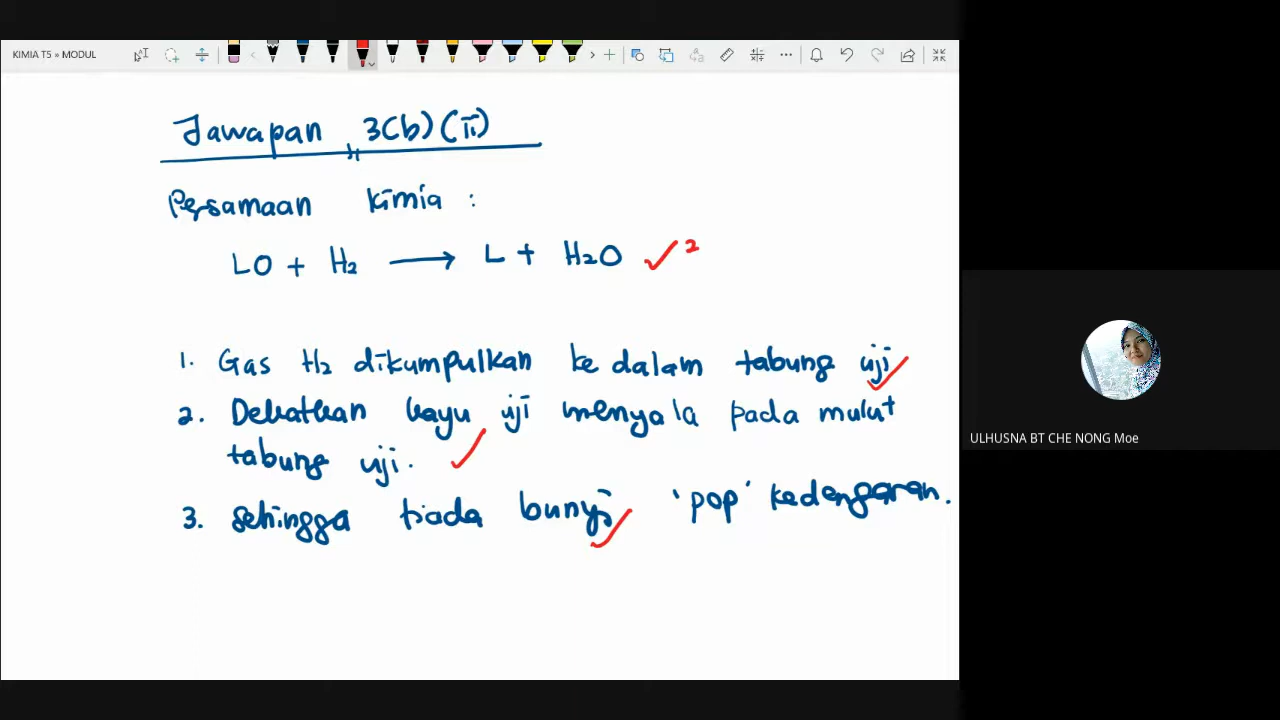 KIMIA T5 » MODUL
Jawapan 3(b)(ii)
Persamaan Kimia :
LO + H2 → L + H2O ✓2
1. Gas H2 dikumpulkan ke dalam tabung uji ✓
2. Dekatkan kayu uji menyala pada mulut
tabung uji. ✓
3. sehingga tiada bunyi 'pop' kedengaran. ✓
ULHUSNA BT CHE NONG Moe